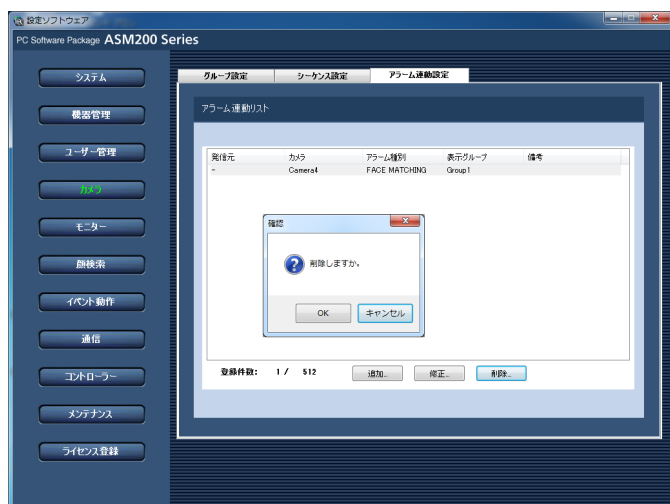 設定ソフトウェア
PC Software Package ASM200 Series
システム
機器管理
ユーザー管理
カメラ
モニター
顔検索
イベント動作
通信
コントローラー
メンテナンス
ライセンス登録
グループ設定 シーケンス設定 アラーム連動設定
アラーム連動リスト
発信元 カメラ アラーム種別 表示グループ 備考
- Camera4 FACE MATCHING Group1
確認
削除しますか。
OK キャンセル
登録件数: 1 / 512 追加... 修正... 削除...